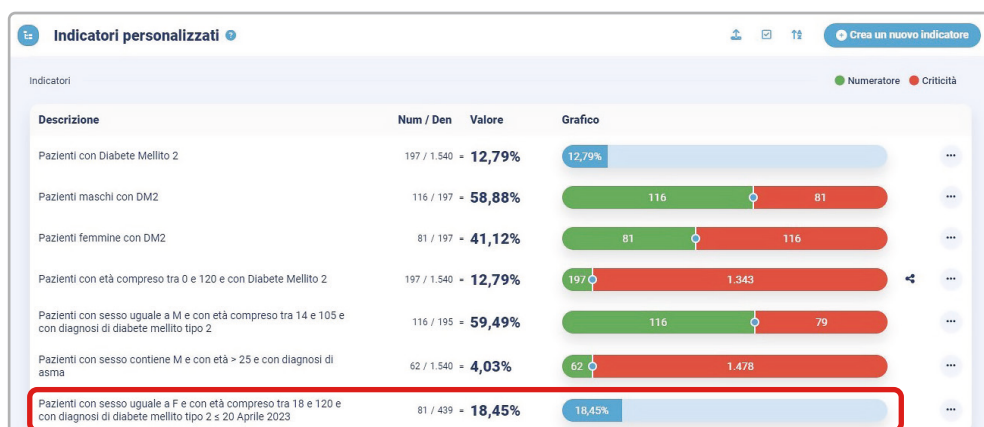 Indicatori personalizzati ?
Crea un nuovo indicatore
Indicatori
Numeratore Criticità
Descrizione Num / Den Valore Grafico
Pazienti con Diabete Mellito 2 197 / 1.540 = 12,79% 12,79%
Pazienti maschi con DM2 116 / 197 = 58,88% 116 81
Pazienti femmine con DM2 81 / 197 = 41,12% 81 116
Pazienti con età compreso tra 0 e 120 e con Diabete Mellito 2 197 / 1.540 = 12,79% 197 1.343
Pazienti con sesso uguale a M e con età compreso tra 14 e 105 e
con diagnosi di diabete mellito tipo 2 116 / 195 = 59,49% 116 79
Pazienti con sesso contiene M e con età > 25 e con diagnosi di
asma 62 / 1.540 = 4,03% 62 1.478
Pazienti con sesso uguale a F e con età compreso tra 18 e 120 e
con diagnosi di diabete mellito tipo 2 ≤ 20 Aprile 2023 81 / 439 = 18,45% 18,45%